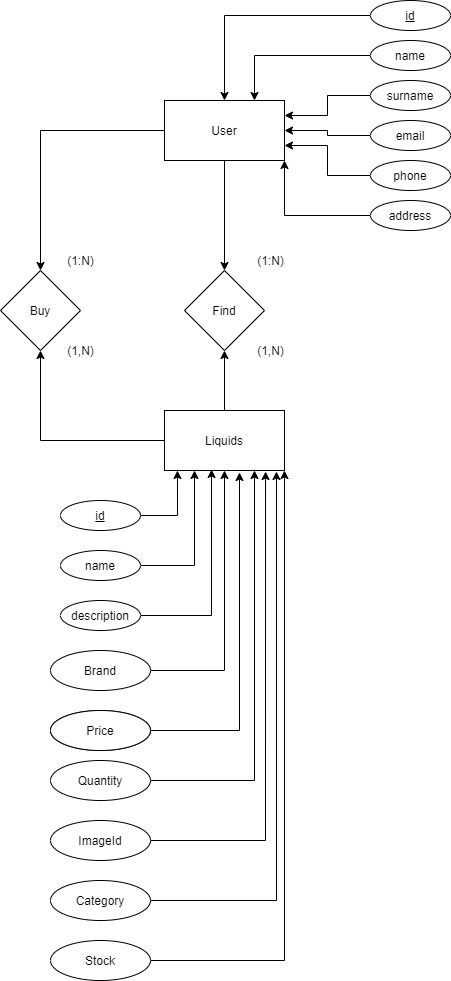 id
name
surname
User
email
phone
address
(1:N)
(1:N)
Buy
Find
(1,N)
(1,N)
Liquids
id
name
description
Brand
Price
Quantity
ImageId
Category
Stock